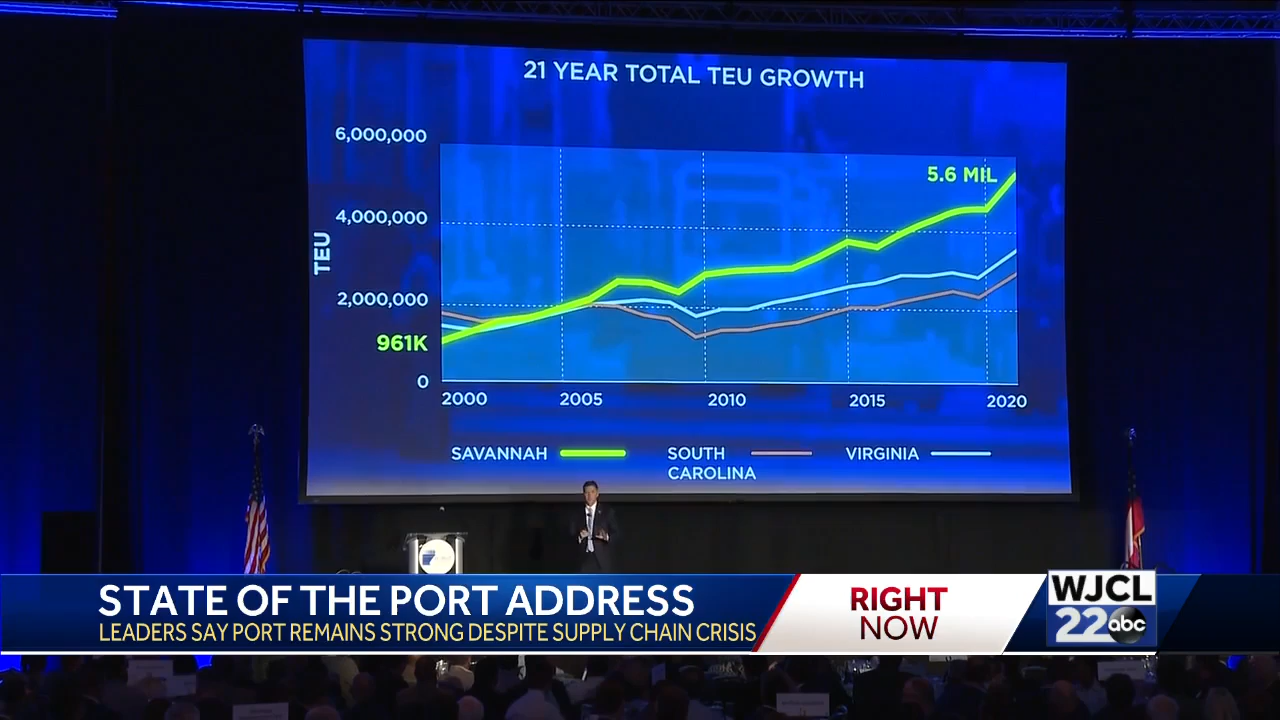 21 YEAR TOTAL TEU GROWTH
6,000,000
5.6 MIL
4,000,000
TEU
2,000,000
961K
0
2000 2005 2010 2015 2020
SAVANNAH SOUTH CAROLINA VIRGINIA
STATE OF THE PORT ADDRESS
LEADERS SAY PORT REMAINS STRONG DESPITE SUPPLY CHAIN CRISIS
RIGHT NOW
WJCL
22 abc